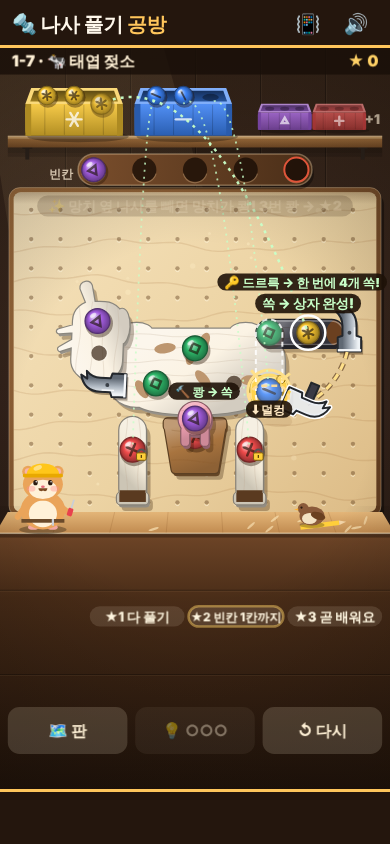 🔩 나사 풀기 공방
1-7 · 🐄 태엽 젖소
★ 0
+1
빈칸
🔑 드르륵 → 한 번에 4개 쏙!
쏙 → 상자 완성!
🔨 쾅 → 쏙
⬇덜컹
★1 다 풀기
★2 빈칸 1칸까지
★3 곧 배워요
🗺️ 판
💡 ○○○
↺ 다시